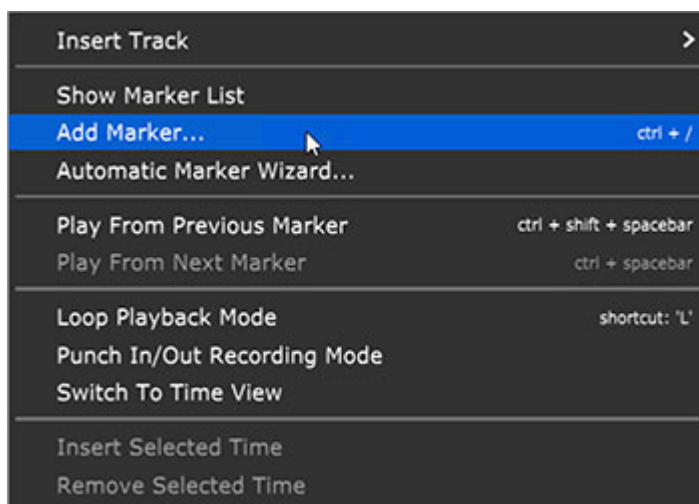 Insert Track >
Show Marker List
Add Marker... ctrl + /
Automatic Marker Wizard...
Play From Previous Marker ctrl + shift + spacebar
Play From Next Marker ctrl + spacebar
Loop Playback Mode shortcut: 'L'
Punch In/Out Recording Mode
Switch To Time View
Insert Selected Time
Remove Selected Time